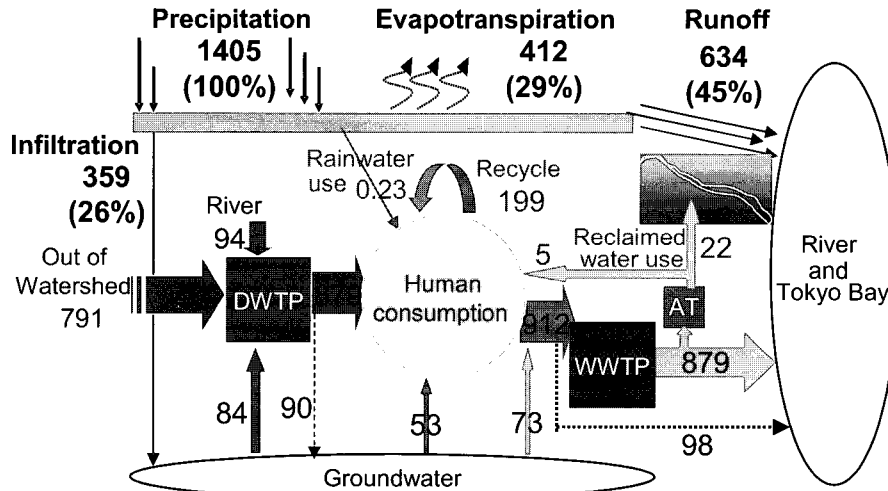 Precipitation
1405
(100%)
Evapotranspiration
412
(29%)
Runoff
634
(45%)
Infiltration
359
(26%)
Rainwater
use
0.23
Recycle
199
River
94
Out of
Watershed
791
DWTP
Human
consumption
5
Reclaimed
water use
22
River
and
Tokyo Bay
AT
912
WWTP
879
84
90
53
73
98
Groundwater